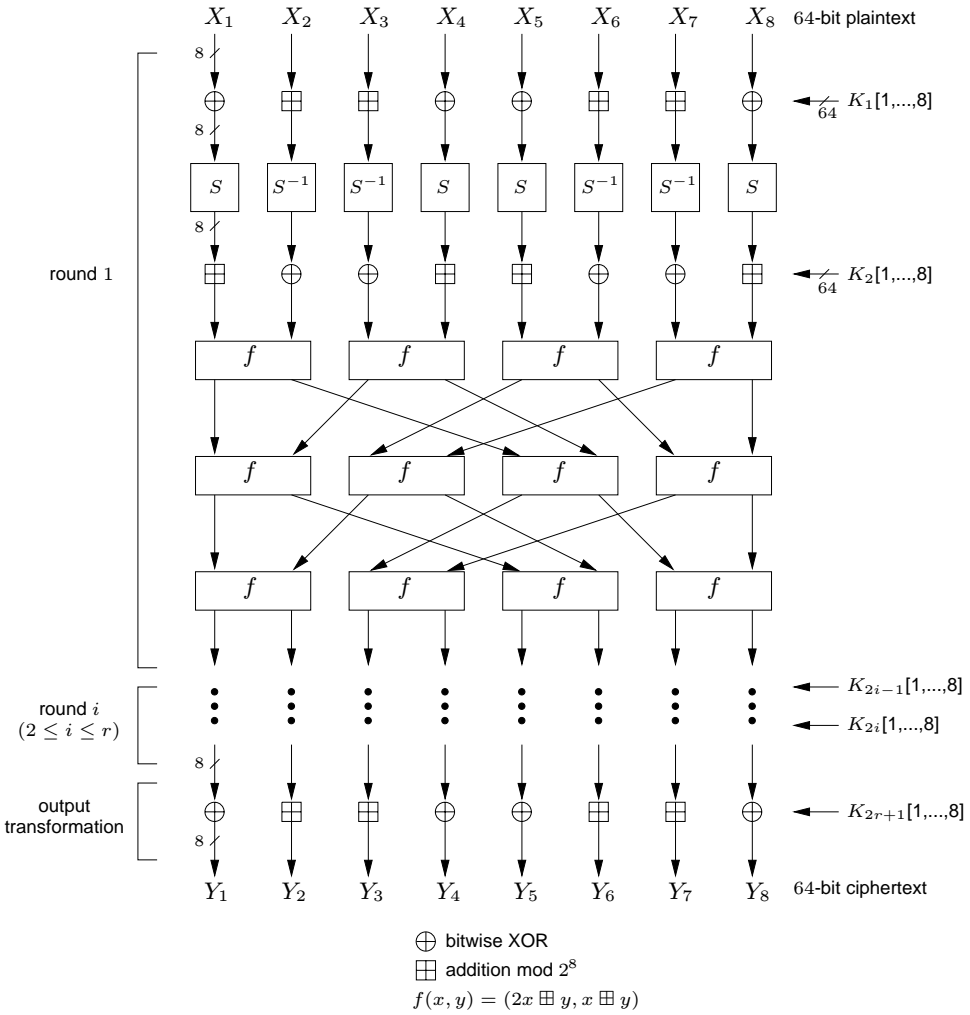 X₁ X₂ X₃ X₄ X₅ X₆ X₇ X₈ 64-bit plaintext
8
K₁[1,...,8]
64
8
S S⁻¹ S⁻¹ S S S⁻¹ S⁻¹ S
8
round 1
K₂[1,...,8]
64
f f f f
f f f f
f f f f
K₂ᵢ₋₁[1,...,8]
round i
(2 ≤ i ≤ r)
K₂ᵢ[1,...,8]
8
output
transformation
K₂ᵣ₊₁[1,...,8]
8
Y₁ Y₂ Y₃ Y₄ Y₅ Y₆ Y₇ Y₈ 64-bit ciphertext
⊕ bitwise XOR
⊞ addition mod 2⁸
f(x, y) = (2x ⊞ y, x ⊞ y)